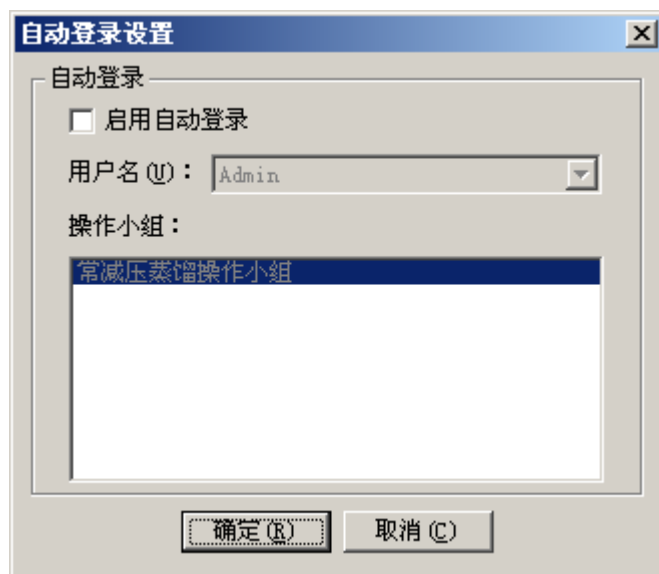 自动登录设置
自动登录
启用自动登录
用户名(U)： Admin
操作小组：
常减压蒸馏操作小组
确定(R) 取消(C)